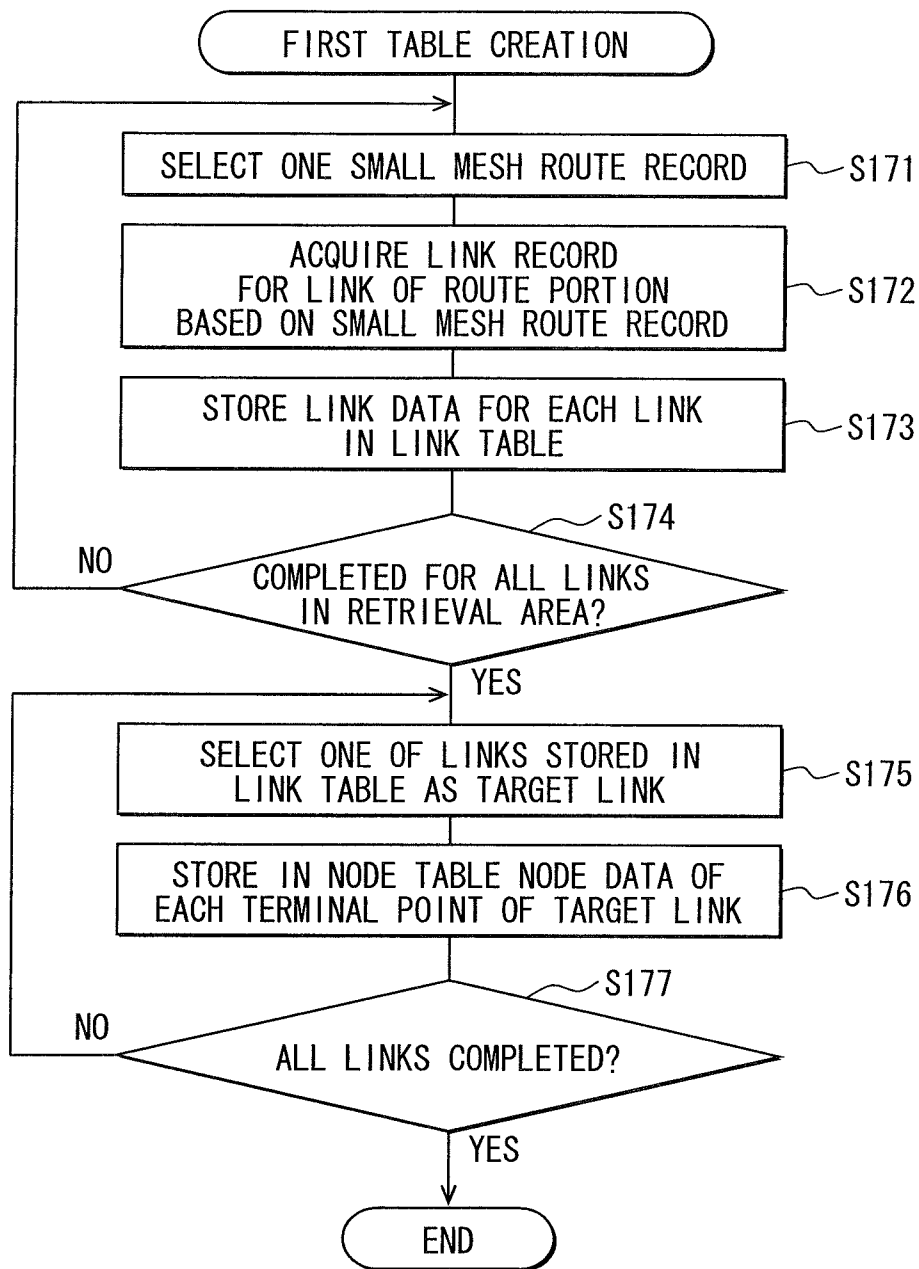 FIRST TABLE CREATION
SELECT ONE SMALL MESH ROUTE RECORD
S171
ACQUIRE LINK RECORD
FOR LINK OF ROUTE PORTION
BASED ON SMALL MESH ROUTE RECORD
S172
STORE LINK DATA FOR EACH LINK
IN LINK TABLE
S173
S174
NO
COMPLETED FOR ALL LINKS
IN RETRIEVAL AREA?
YES
SELECT ONE OF LINKS STORED IN
LINK TABLE AS TARGET LINK
S175
STORE IN NODE TABLE NODE DATA OF
EACH TERMINAL POINT OF TARGET LINK
S176
S177
NO
ALL LINKS COMPLETED?
YES
END